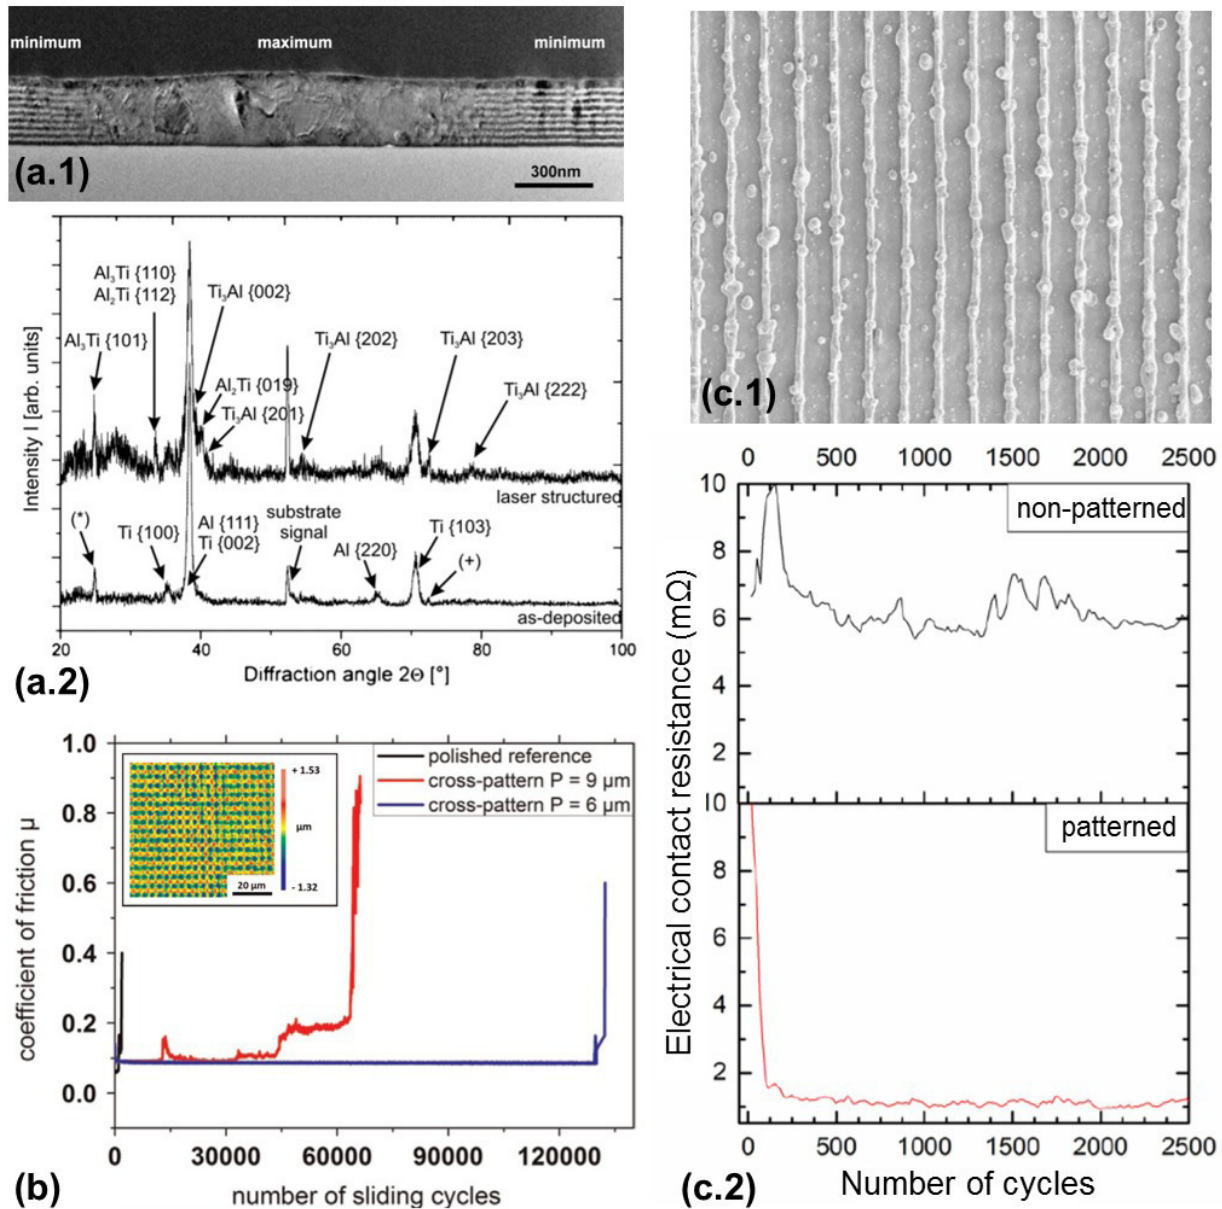 minimum
maximum
minimum
(a.1)
300nm
Al₃Ti {110}
Al₂Ti {112}
Ti₃Al {002}
Al₃Ti {101}
Ti₃Al {202}
Ti₃Al {203}
Al₂Ti {019}
Ti₃Al {201}
Ti₃Al {222}
laser structured
(*)
Ti {100}
Al {111}
Ti {002}
substrate
signal
Al {220}
Ti {103}
(+)
as-deposited
Intensity I [arb. units]
20 40 60 80 100
Diffraction angle 2Θ [°]
(a.2)
1.0
0.8
0.6
0.4
0.2
0.0
coefficient of friction μ
polished reference
cross-pattern P = 9 μm
cross-pattern P = 6 μm
+ 1.53
μm
- 1.32
20 μm
0 30000 60000 90000 120000
number of sliding cycles
(b)
(c.1)
0 500 1000 1500 2000 2500
10
8
6
4
2
non-patterned
10
8
6
4
2
patterned
Electrical contact resistance (mΩ)
0 500 1000 1500 2000 2500
Number of cycles
(c.2)